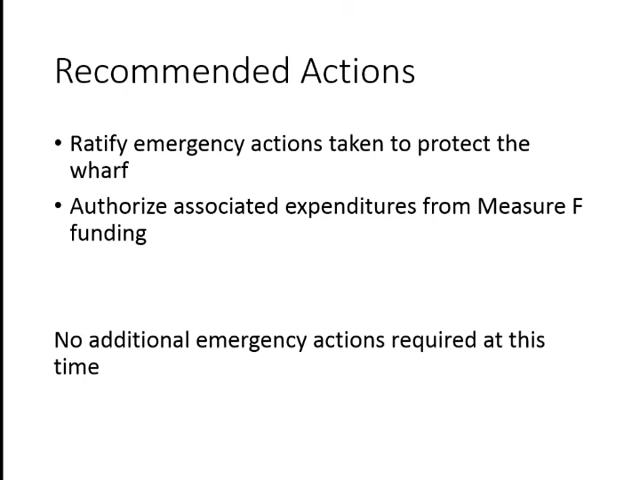 Recommended Actions
• Ratify emergency actions taken to protect the
wharf
• Authorize associated expenditures from Measure F
funding
No additional emergency actions required at this
time